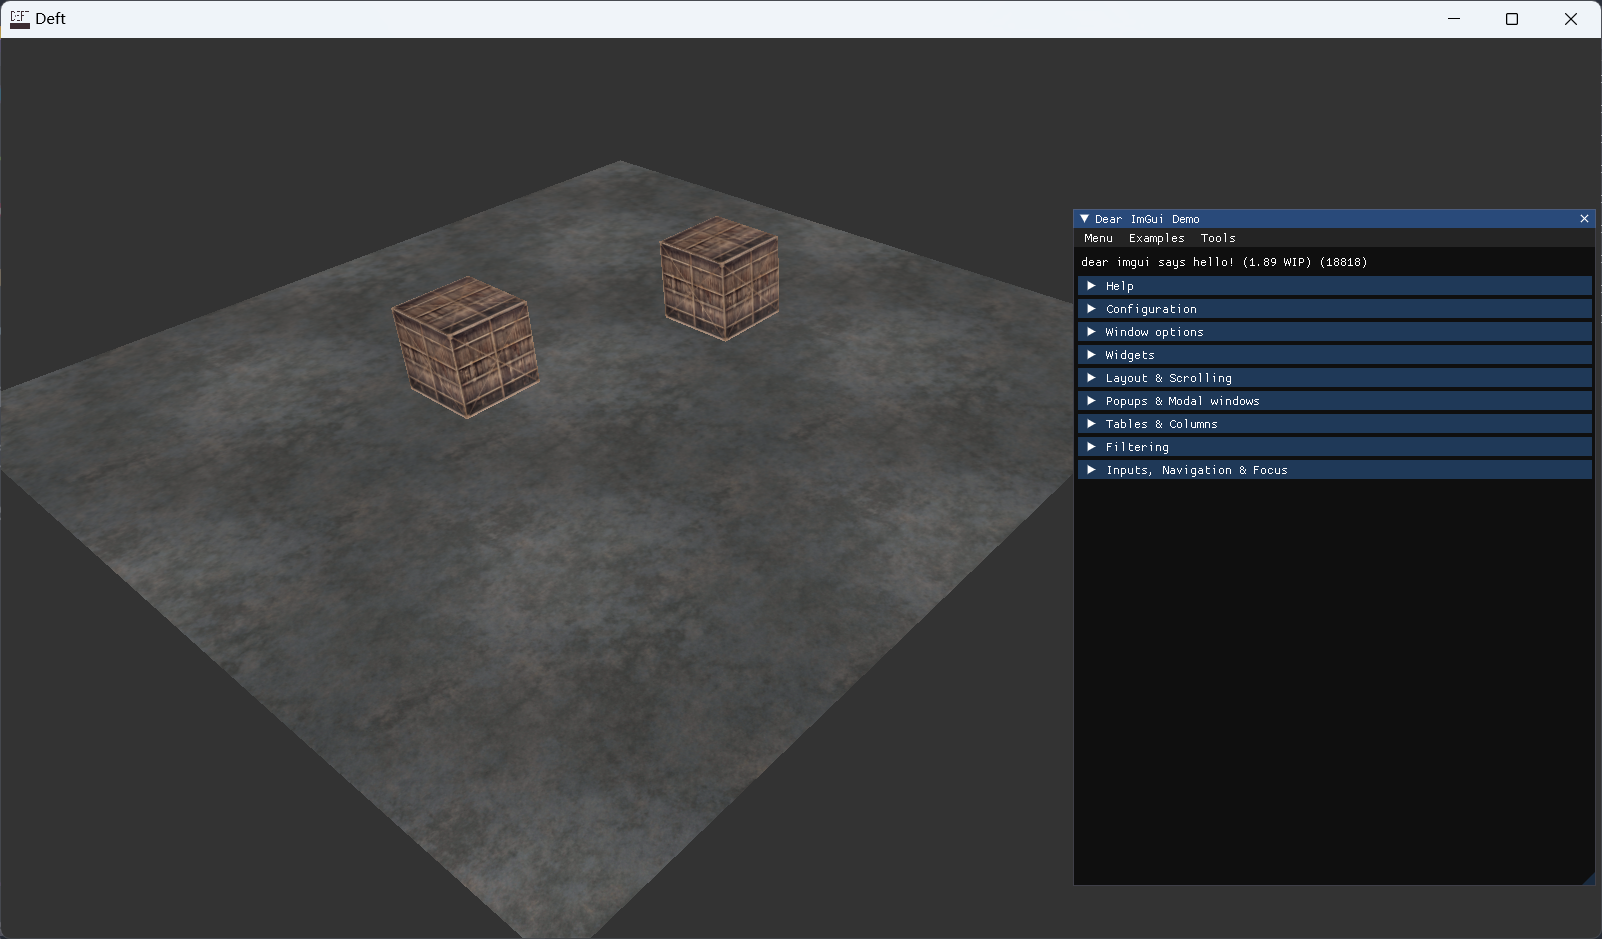 DEFT
Deft
Dear ImGui Demo
Menu Examples Tools
dear imgui says hello! (1.89 WIP) (18818)
Help
Configuration
Window options
Widgets
Layout & Scrolling
Popups & Modal windows
Tables & Columns
Filtering
Inputs, Navigation & Focus